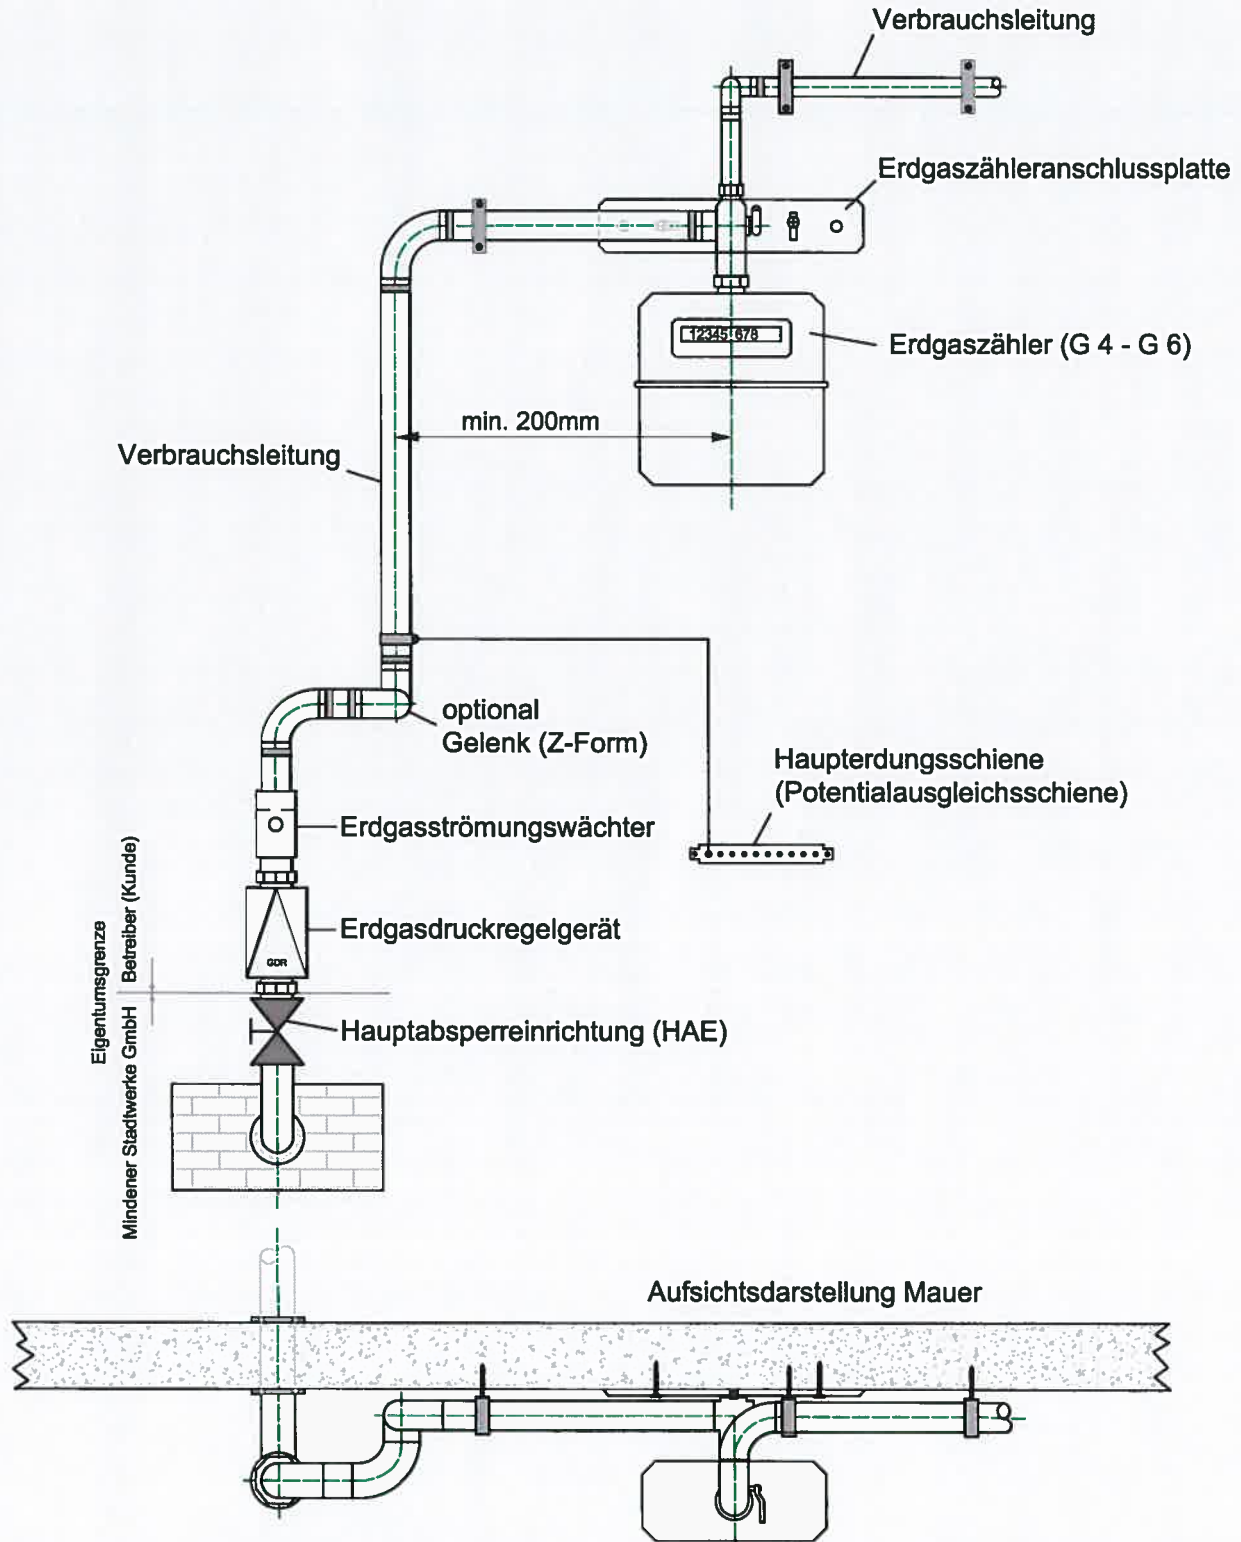 Verbrauchsleitung
Erdgaszähleranschlussplatte
12345 678
Erdgaszähler (G 4 - G 6)
min. 200mm
Verbrauchsleitung
optional
Gelenk (Z-Form)
Haupterdungsschiene
(Potentialausgleichsschiene)
Erdgasströmungswächter
Erdgasdruckregelgerät
GDR
Hauptabsperreinrichtung (HAE)
Eigentumsgrenze
Betreiber (Kunde)
Mindener Stadtwerke GmbH
Aufsichtsdarstellung Mauer